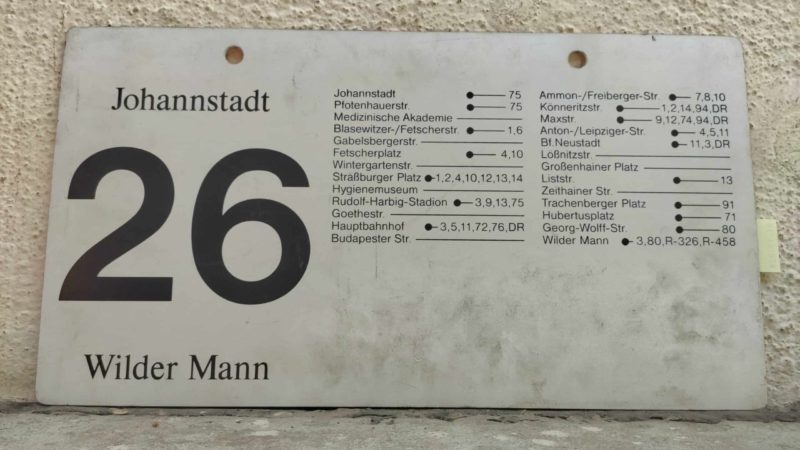 Johannstadt
26
Wilder Mann
Johannstadt 75
Pfotenhauerstr. 75
Medizinische Akademie
Blasewitzer-/Fetscherstr. 1,6
Gabelsbergerstr.
Fetscherplatz 4,10
Wintergartenstr.
Straßburger Platz 1,2,4,10,12,13,14
Hygienemuseum
Rudolf-Harbig-Stadion 3,9,13,75
Goethestr.
Hauptbahnhof 3,5,11,72,76,DR
Budapester Str.
Ammon-/Freiberger-Str. 7,8,10
Könneritzstr. 1,2,14,94,DR
Maxstr. 9,12,74,94,DR
Anton-/Leipziger-Str. 4,5,11
Bf.Neustadt 11,3,DR
Lößnitzstr.
Großenhainer Platz
Liststr. 13
Zeithainer Str.
Trachenberger Platz 91
Hubertusplatz 71
Georg-Wolff-Str. 80
Wilder Mann 3,80,R-326,R-458